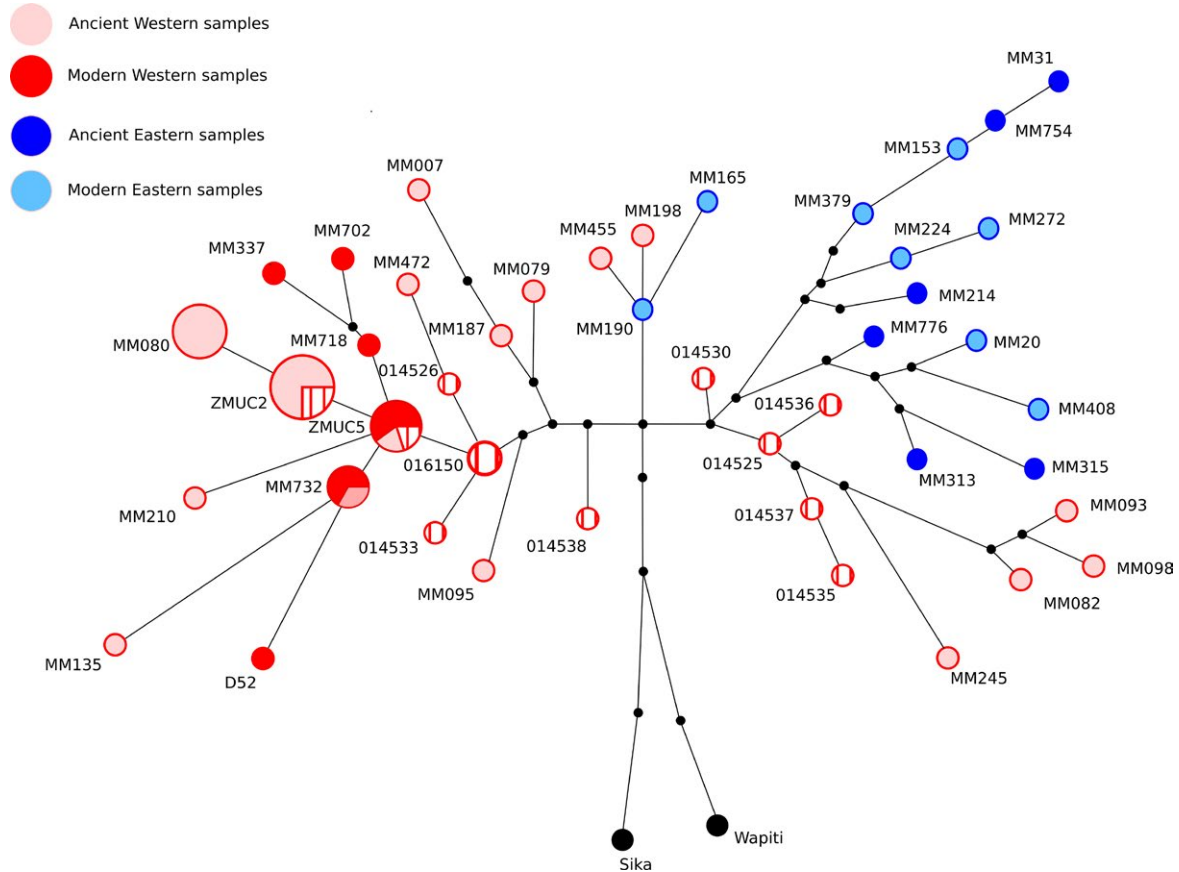 Ancient Western samples
Modern Western samples
Ancient Eastern samples
Modern Eastern samples
MM31
MM754
MM153
MM007
MM165
MM379
MM198
MM272
MM224
MM702
MM455
MM337
MM472
MM079
MM214
MM190
MM187
MM776
MM080
MM718
MM20
014530
014526
ZMUC2
014536
MM408
ZMUC5
016150
014525
MM315
MM313
MM732
MM093
MM210
014537
014533
014538
MM098
MM095
014535
MM082
MM135
MM245
D52
Wapiti
Sika